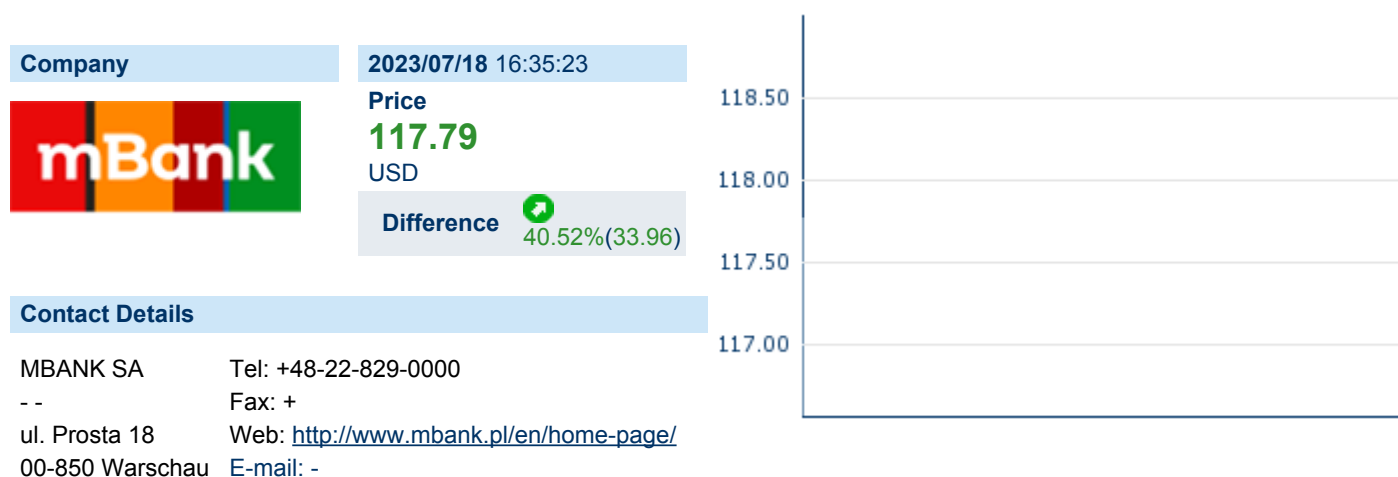 Company
mBank
2023/07/18 16:35:23
Price
117.79
USD
Difference
40.52%(33.96)
Contact Details
MBANK SA
- -
ul. Prosta 18
00-850 Warschau
Tel: +48-22-829-0000
Fax: +
Web: http://www.mbank.pl/en/home-page/
E-mail: -
118.50
118.00
117.50
117.00